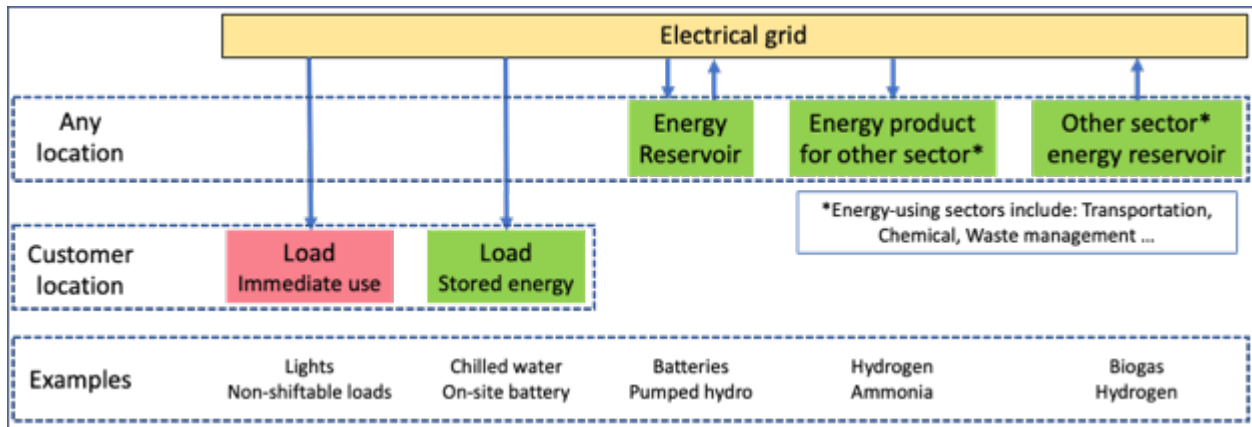 Electrical grid
Any
location
Energy
Reservoir
Energy product
for other sector*
Other sector*
energy reservoir
*Energy-using sectors include: Transportation,
Chemical, Waste management ...
Customer
location
Load
Immediate use
Load
Stored energy
Examples
Lights
Non-shiftable loads
Chilled water
On-site battery
Batteries
Pumped hydro
Hydrogen
Ammonia
Biogas
Hydrogen